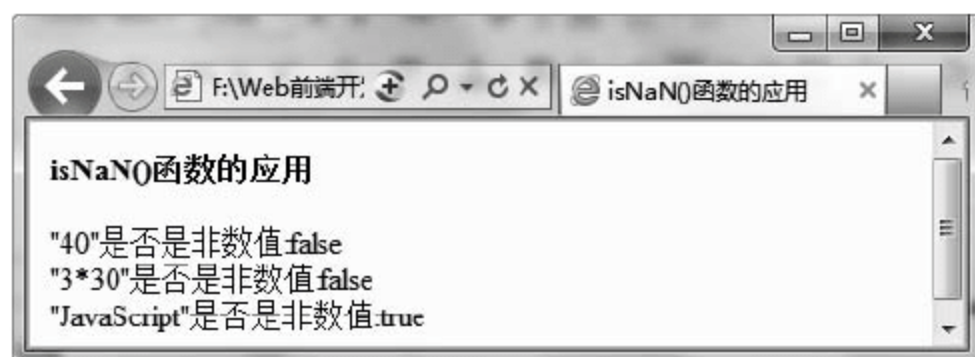 F:\Web前端开
isNaN()函数的应用
isNaN()函数的应用
"40"是否是非数值:false
"3*30"是否是非数值:false
"JavaScript"是否是非数值:true